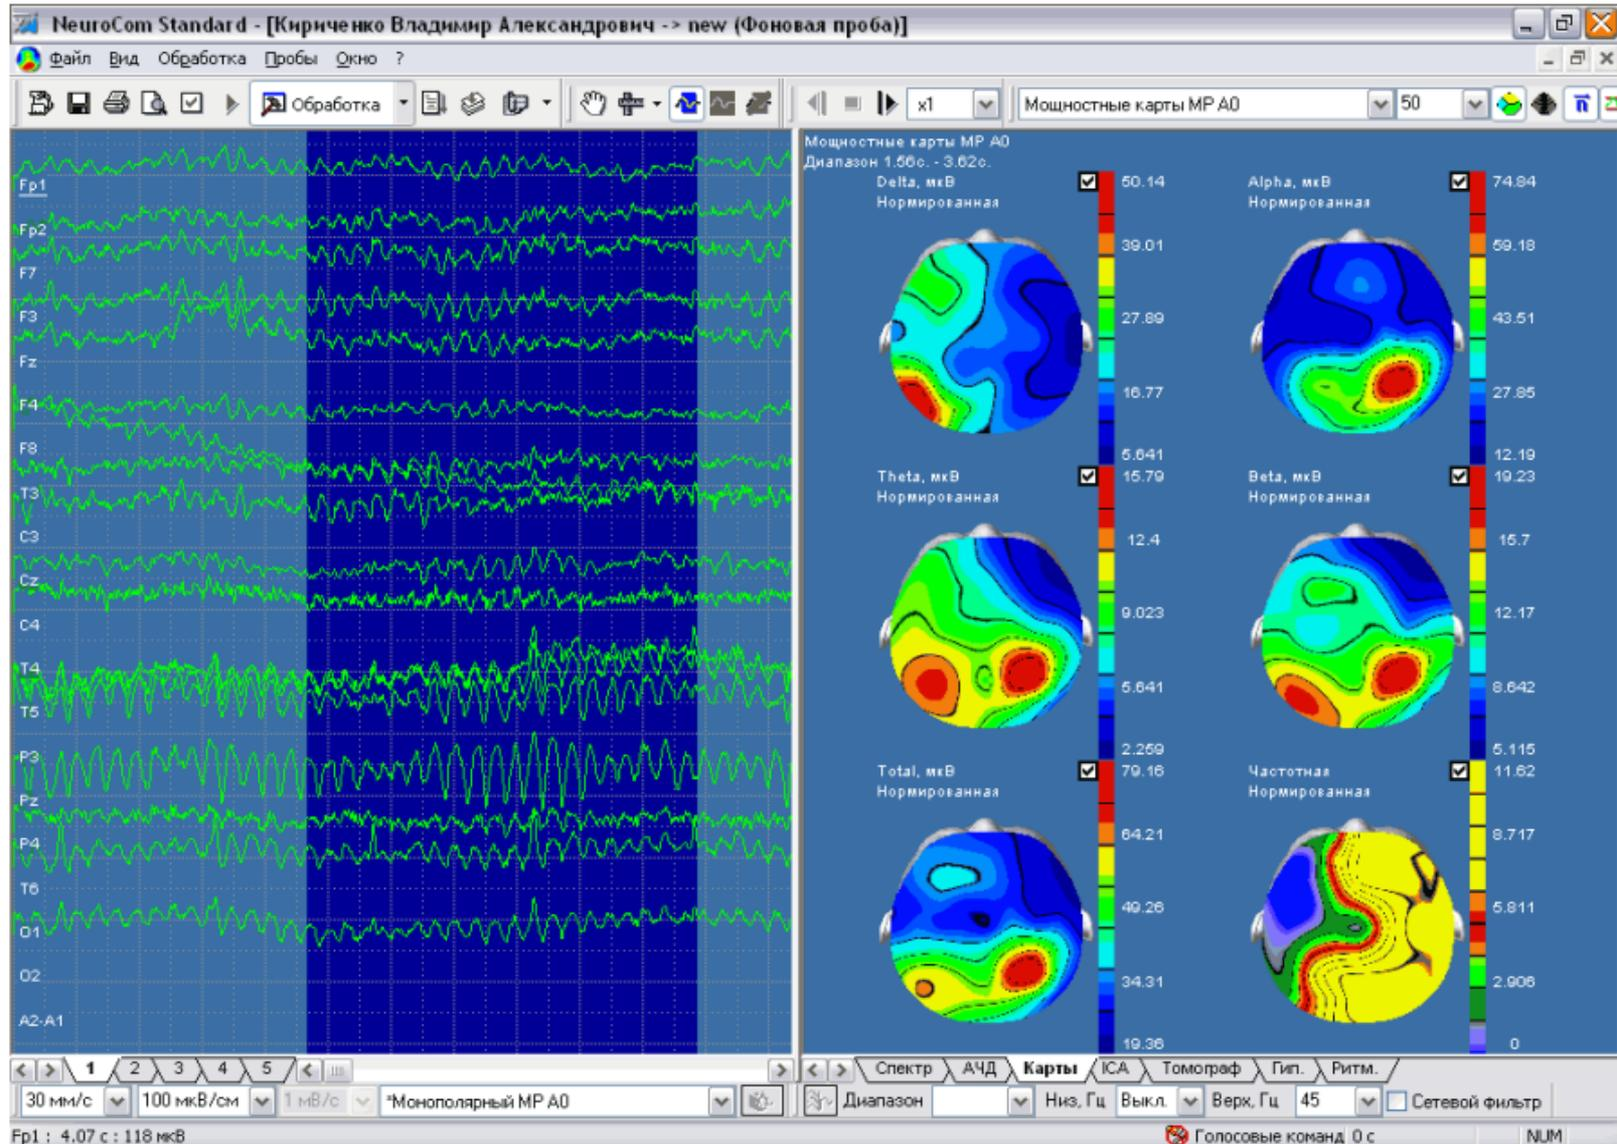 NeuroCom Standard - [Кириченко Владимир Александрович -> new (Фоновая проба)]
Файл Вид Обработка Пробы Окно ?
Обработка x1 Мощностные карты MP A0 50
Fp1
Fp2
F7
F3
Fz
F4
F8
T3
C3
Cz
C4
T4
T5
P3
Pz
P4
T6
O1
O2
A2-A1
Мощностные карты MP A0
Диапазон 1.56с. - 3.62с.
Delta, мкВ
Нормированная
50.14
39.01
27.89
16.77
5.641
Alpha, мкВ
Нормированная
74.84
59.18
43.51
27.85
12.19
Theta, мкВ
Нормированная
15.79
12.4
9.023
5.641
2.259
Beta, мкВ
Нормированная
19.23
15.7
12.17
8.642
5.115
Total, мкВ
Нормированная
79.16
64.21
49.26
34.31
19.36
Частотная
Нормированная
11.62
8.717
5.811
2.906
0
1 2 3 4 5
Спектр АЧД Карты ICA Томограф Гип. Ритм.
30 мм/с 100 мкВ/см 1 мВ/с *Монополярный MP A0
Диапазон Низ, Гц Выкл. Верх, Гц 45 Сетевой фильтр
Fp1 : 4.07 с : 118 мкВ
Голосовые команд 0 с NUM